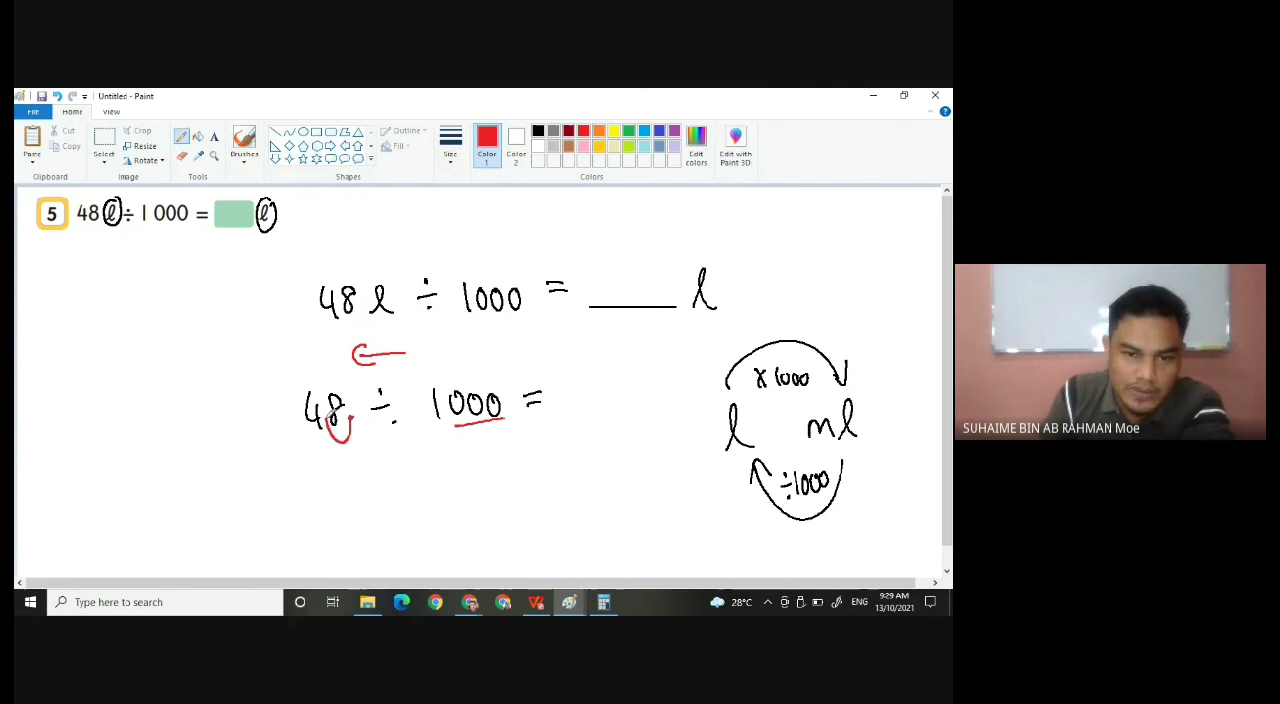 Untitled - Paint
File Home View
Paste Cut Copy Select Crop Resize Rotate A Brushes Outline Fill Size Color 1 Color 2 Edit colors Edit with Paint 3D
Clipboard Image Tools Shapes Colors
5 48 l ÷ 1 000 = l
48 l ÷ 1000 = ____ l
48 ÷ 1000 =
x 1000
l ml
÷1000
SUHAIME BIN AB RAHMAN Moe
Type here to search 28°C ENG 9:29 AM 13/10/2021